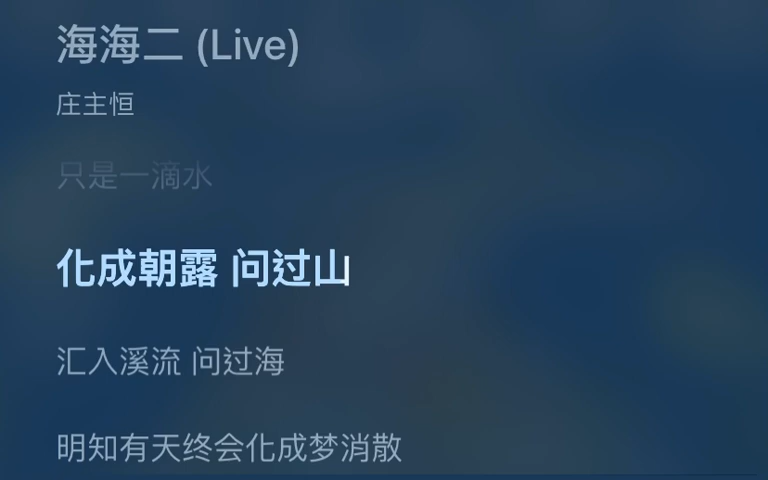 海海二 (Live)
庄主恒
只是一滴水
化成朝露 问过山
汇入溪流 问过海
明知有天终会化成梦消散